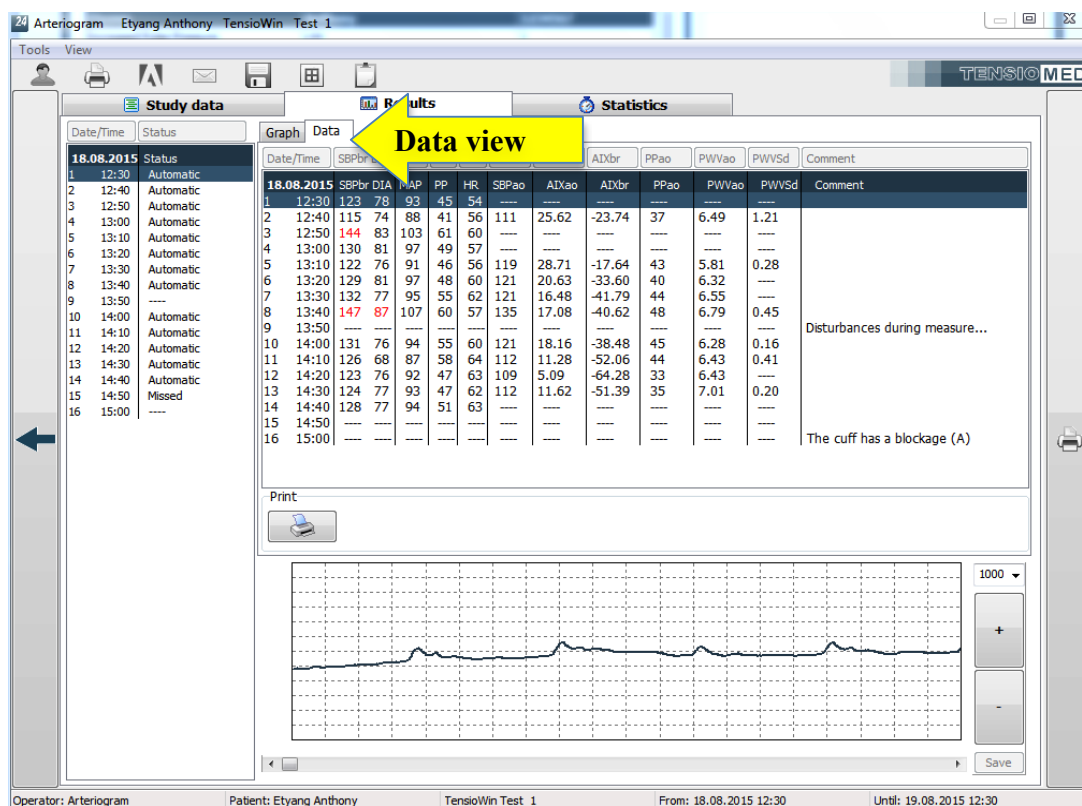 24 Arteriogram Etyang Anthony TensioWin Test 1
Tools View
TENSIOMED
Study data Results Statistics
Graph Data
Data view
Date/Time Status
Date/Time SBPbr AIXbr PPao PWVao PWVSd Comment
18.08.2015 Status
1 12:30 Automatic
2 12:40 Automatic
3 12:50 Automatic
4 13:00 Automatic
5 13:10 Automatic
6 13:20 Automatic
7 13:30 Automatic
8 13:40 Automatic
9 13:50 ----
10 14:00 Automatic
11 14:10 Automatic
12 14:20 Automatic
13 14:30 Automatic
14 14:40 Automatic
15 14:50 Missed
16 15:00 ----
18.08.2015 SBPbr DIA MAP PP HR SBPao AIXao AIXbr PPao PWVao PWVSd Comment
1 12:30 123 78 93 45 54 ---- ---- ---- ---- ---- ----
2 12:40 115 74 88 41 56 111 25.62 -23.74 37 6.49 1.21
3 12:50 144 83 103 61 60 ---- ---- ---- ---- ---- ----
4 13:00 130 81 97 49 57 ---- ---- ---- ---- ---- ----
5 13:10 122 76 91 46 56 119 28.71 -17.64 43 5.81 0.28
6 13:20 129 81 97 48 60 121 20.63 -33.60 40 6.32 ----
7 13:30 132 77 95 55 62 121 16.48 -41.79 44 6.55 ----
8 13:40 147 87 107 60 57 135 17.08 -40.62 48 6.79 0.45
9 13:50 ---- ---- ---- ---- ---- ---- ---- ---- ---- ---- ---- Disturbances during measure...
10 14:00 131 76 94 55 60 121 18.16 -38.48 45 6.28 0.16
11 14:10 126 68 87 58 64 112 11.28 -52.06 44 6.43 0.41
12 14:20 123 76 92 47 63 109 5.09 -64.28 33 6.43 ----
13 14:30 124 77 93 47 62 112 11.62 -51.39 35 7.01 0.20
14 14:40 128 77 94 51 63 ---- ---- ---- ---- ---- ----
15 14:50 ---- ---- ---- ---- ---- ---- ---- ---- ---- ---- ----
16 15:00 ---- ---- ---- ---- ---- ---- ---- ---- ---- ---- ---- The cuff has a blockage (A)
Print
1000
+
-
Save
Operator: Arteriogram Patient: Etyang Anthony TensioWin Test 1 From: 18.08.2015 12:30 Until: 19.08.2015 12:30